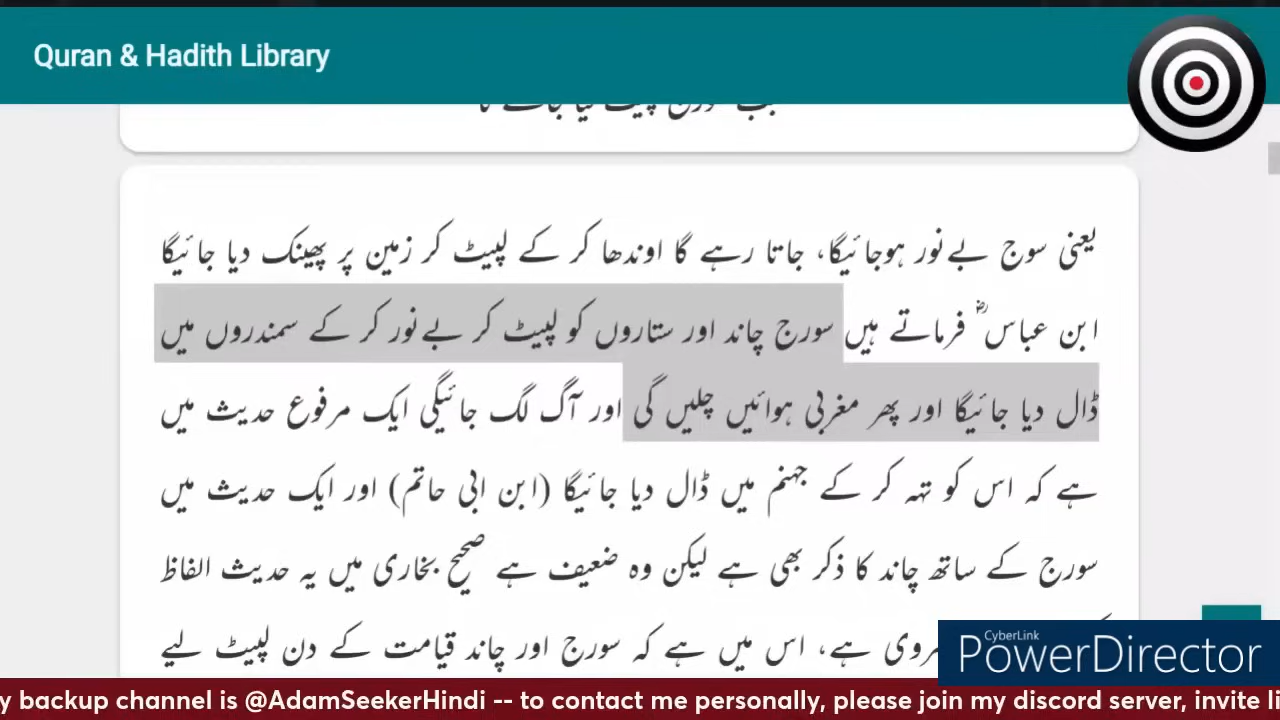 Quran & Hadith Library
یعنی سوج بے نور ہوجائیگا، جاتا رہے گا اوندھا کر کے لپیٹ کر زمین پر پھینک دیا جائیگا
ابن عباسؓ فرماتے ہیں سورج چاند اور ستاروں کو لپیٹ کر بے نور کر کے سمندروں میں
ڈال دیا جائیگا اور پھر مغربی ہوائیں چلیں گی اور آگ لگ جائیگی ایک مرفوع حدیث میں
ہے کہ اس کو تہہ کر کے جہنم میں ڈال دیا جائیگا (ابن ابی حاتم) اور ایک حدیث میں
سورج کے ساتھ چاند کا ذکر بھی ہے لیکن وہ ضعیف ہے صحیح بخاری میں یہ حدیث الفاظ
ہے، اس میں ہے کہ سورج اور چاند قیامت کے دن لپیٹ لیے
CyberLink
PowerDirector
y backup channel is @AdamSeekerHindi -- to contact me personally, please join my discord server, invite li